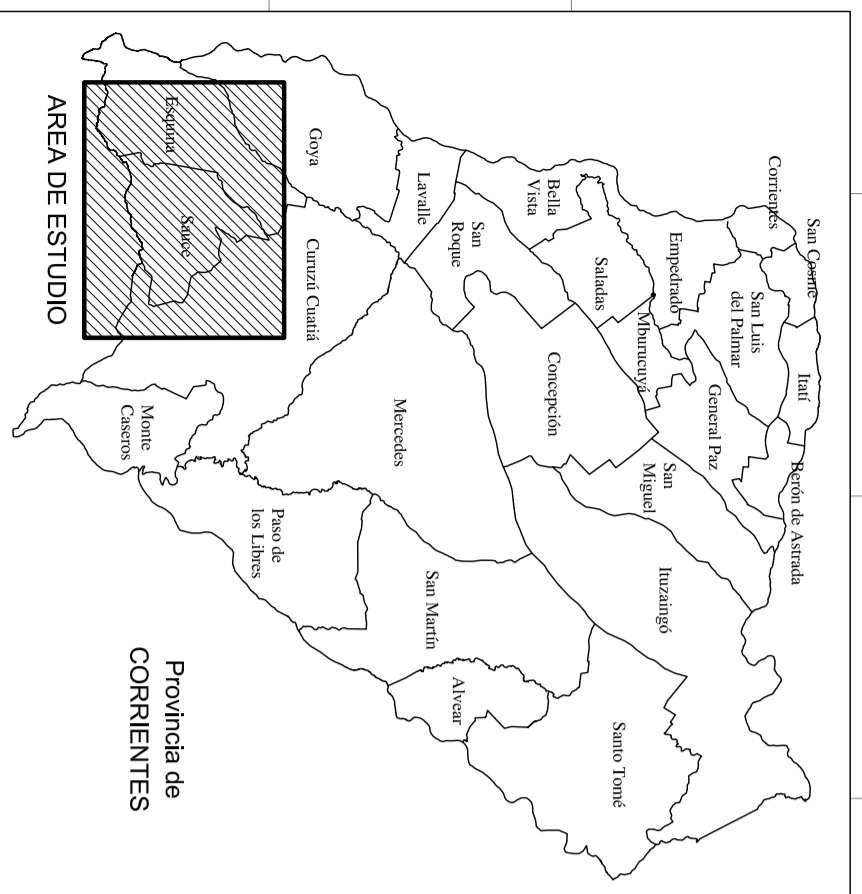 San Cosme
Corrientes
Itatí
Berón de Astrada
San Luis
del Palmar
Empedrado
General Paz
Mburucuyá
Saladas
Bella
Vista
San
Miguel
Ituzaingó
Santo Tomé
Concepción
San
Roque
Lavalle
Goya
Mercedes
San Martín
Alvear
Curuzú Cuatiá
Paso de
los Libres
Monte
Caseros
Esquina
Sauce
AREA DE ESTUDIO
Provincia de
CORRIENTES